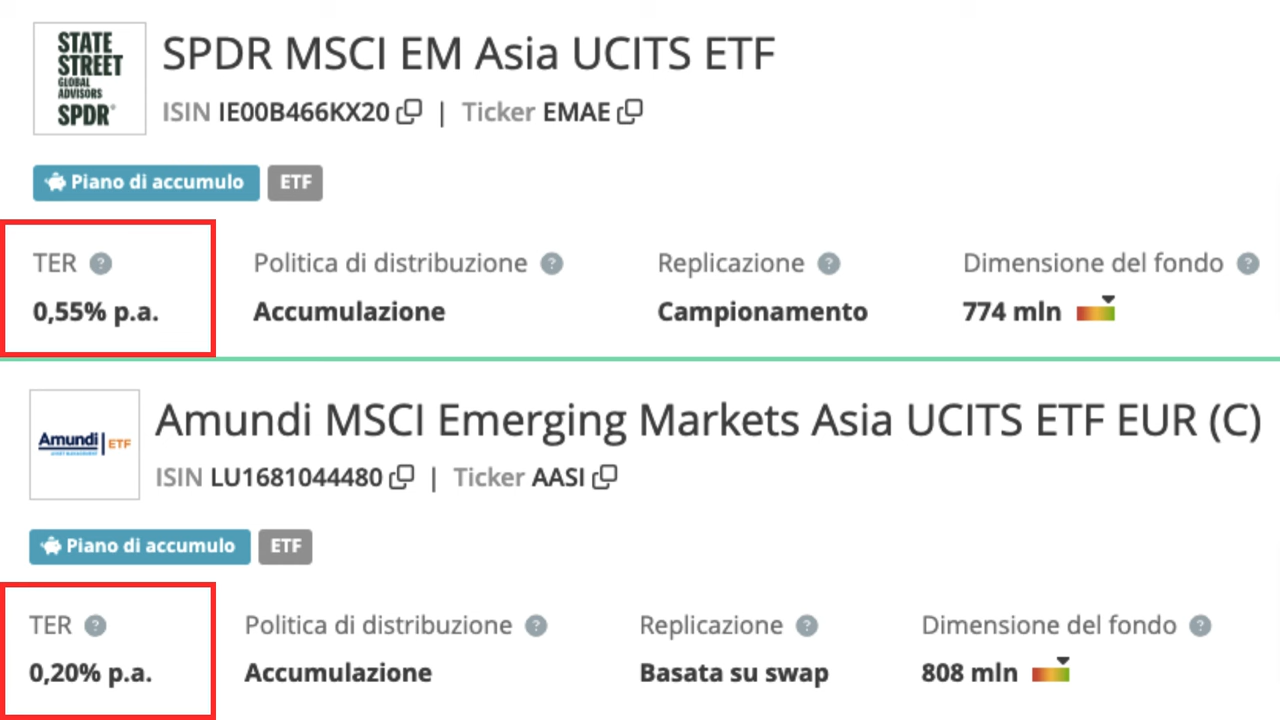 STATE
STREET
GLOBAL
ADVISORS
SPDR®
SPDR MSCI EM Asia UCITS ETF
ISIN IE00B466KX20 | Ticker EMAE
Piano di accumulo ETF
TER ? Politica di distribuzione ? Replicazione ? Dimensione del fondo ?
0,55% p.a. Accumulazione Campionamento 774 mln
Amundi ETF
ASSET MANAGEMENT
Amundi MSCI Emerging Markets Asia UCITS ETF EUR (C)
ISIN LU1681044480 | Ticker AASI
Piano di accumulo ETF
TER ? Politica di distribuzione ? Replicazione ? Dimensione del fondo ?
0,20% p.a. Accumulazione Basata su swap 808 mln